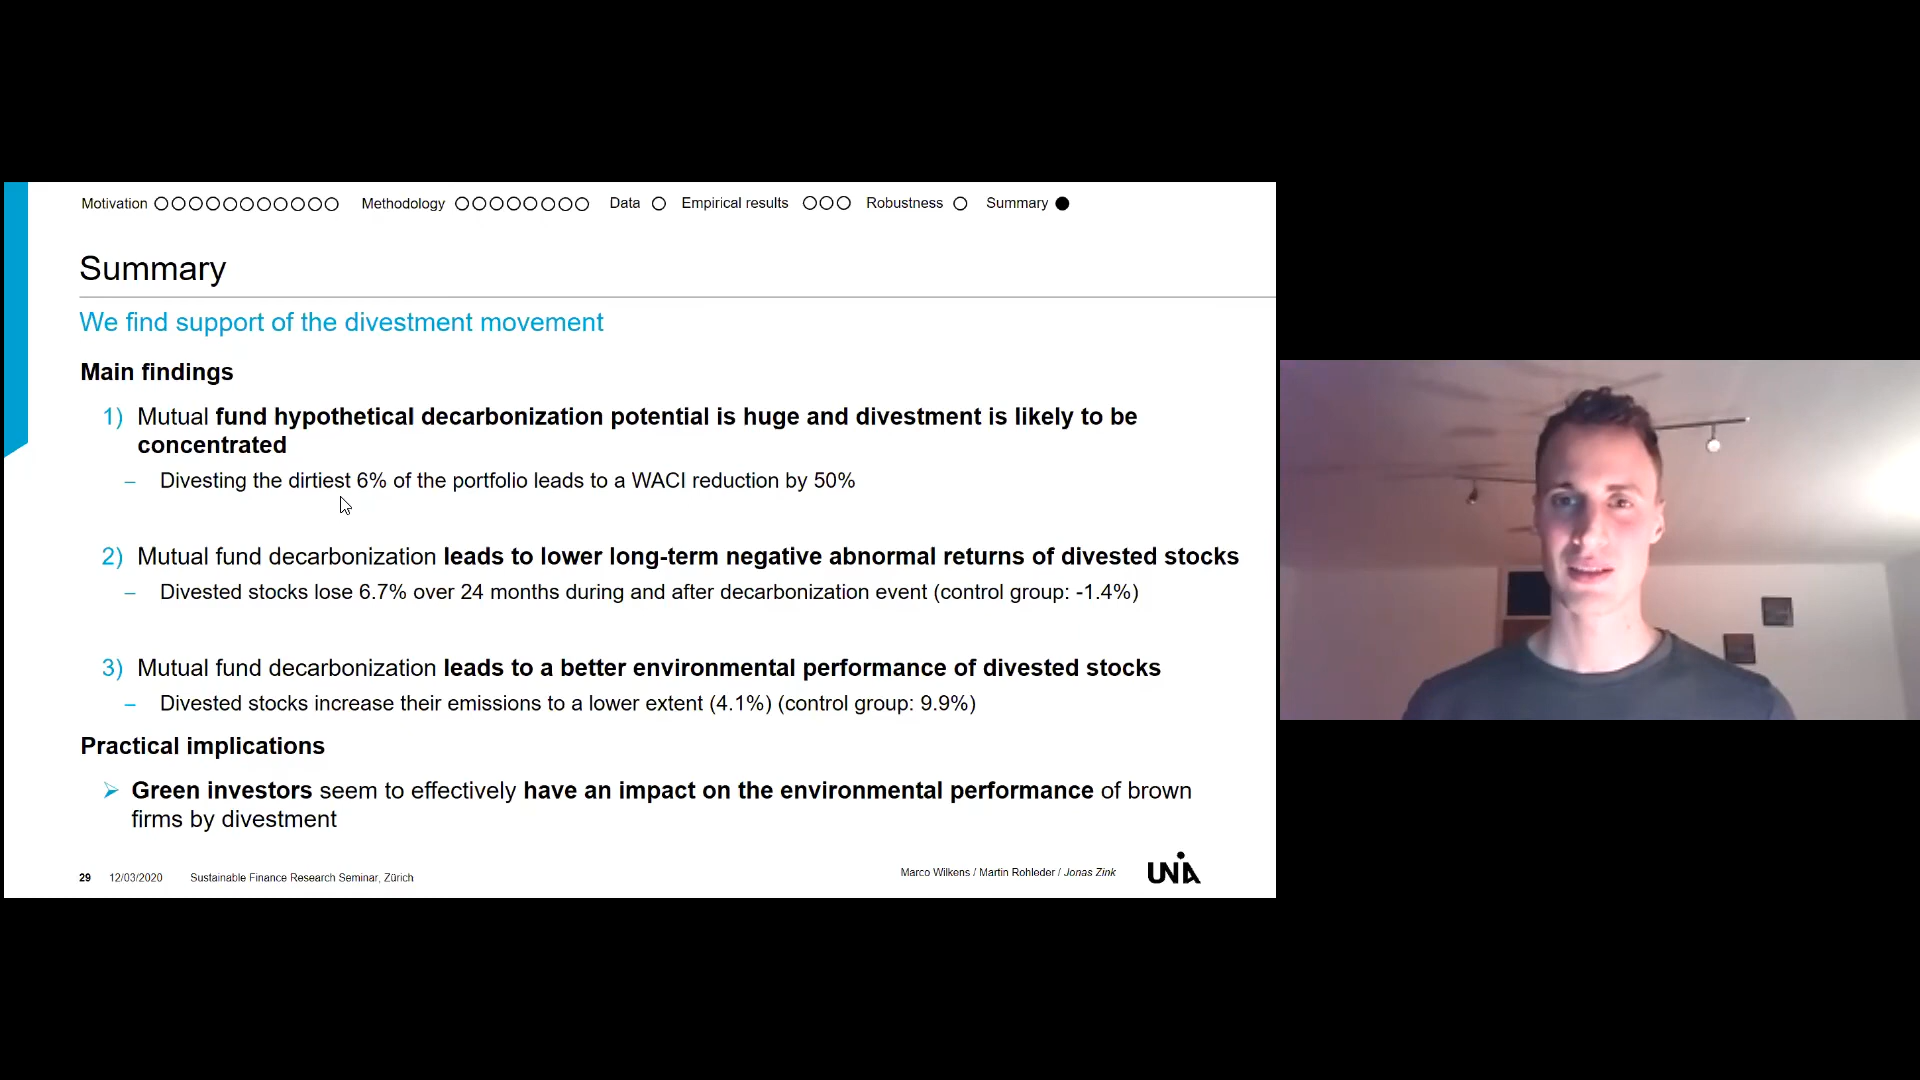 Motivation Methodology Data Empirical results Robustness Summary
Summary
We find support of the divestment movement
Main findings
1) Mutual fund hypothetical decarbonization potential is huge and divestment is likely to be
concentrated
– Divesting the dirtiest 6% of the portfolio leads to a WACI reduction by 50%
2) Mutual fund decarbonization leads to lower long-term negative abnormal returns of divested stocks
– Divested stocks lose 6.7% over 24 months during and after decarbonization event (control group: -1.4%)
3) Mutual fund decarbonization leads to a better environmental performance of divested stocks
– Divested stocks increase their emissions to a lower extent (4.1%) (control group: 9.9%)
Practical implications
➢ Green investors seem to effectively have an impact on the environmental performance of brown
firms by divestment
29 12/03/2020 Sustainable Finance Research Seminar, Zürich Marco Wilkens / Martin Rohleder / Jonas Zink UNIA